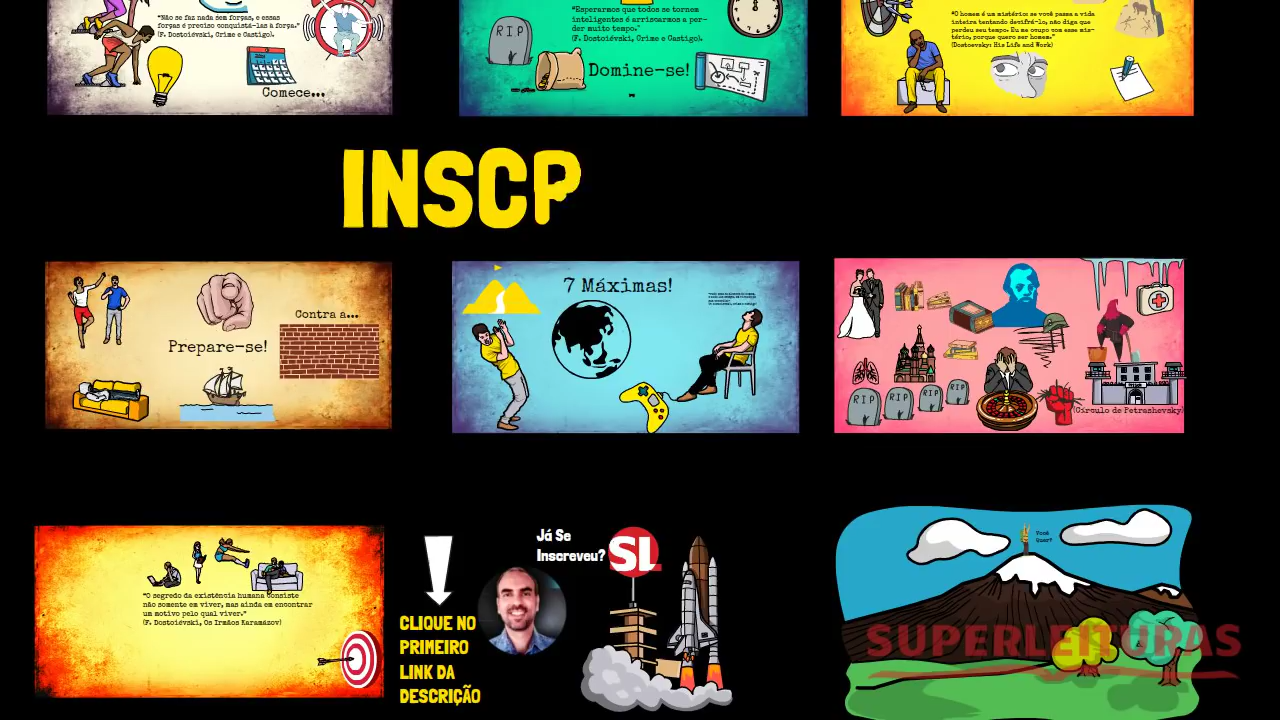 "Não se faz nada sem forças, e essas
forças é preciso conquistá-las à força."
(F. Dostoiévski, Crime e Castigo).
Comece...
RIP
"Esperarmos que todos se tornem
inteligentes é arriscarmos a per-
der muito tempo."
(F. Dostoiévski, Crime e Castigo).
Domine-se!
"O homem é um mistério: se você passa a vida
inteira tentando decifrá-lo, não diga que
perdeu seu tempo. Eu me ocupo com esse mis-
tério, porque quero ser homem."
(Dostoevsky: His Life and Work)
INSCP
Prepare-se!
Contra a...
7 Máximas!
RIP
RIP
RIP
RIP
(Círculo de Petrashevsky)
"O segredo da existência humana consiste
não somente em viver, mas ainda em encontrar
um motivo pelo qual viver."
(F. Dostoiévski, Os Irmãos Karamázov)
CLIQUE NO
PRIMEIRO
LINK DA
DESCRIÇÃO
Já Se
Inscreveu?
SL
Você
Quer?
SUPERLEITURAS